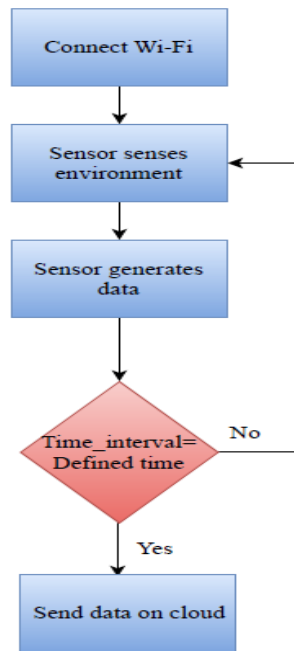 Connect Wi-Fi
Sensor senses
environment
Sensor generates
data
Time_interval=
Defined time
No
Yes
Send data on cloud